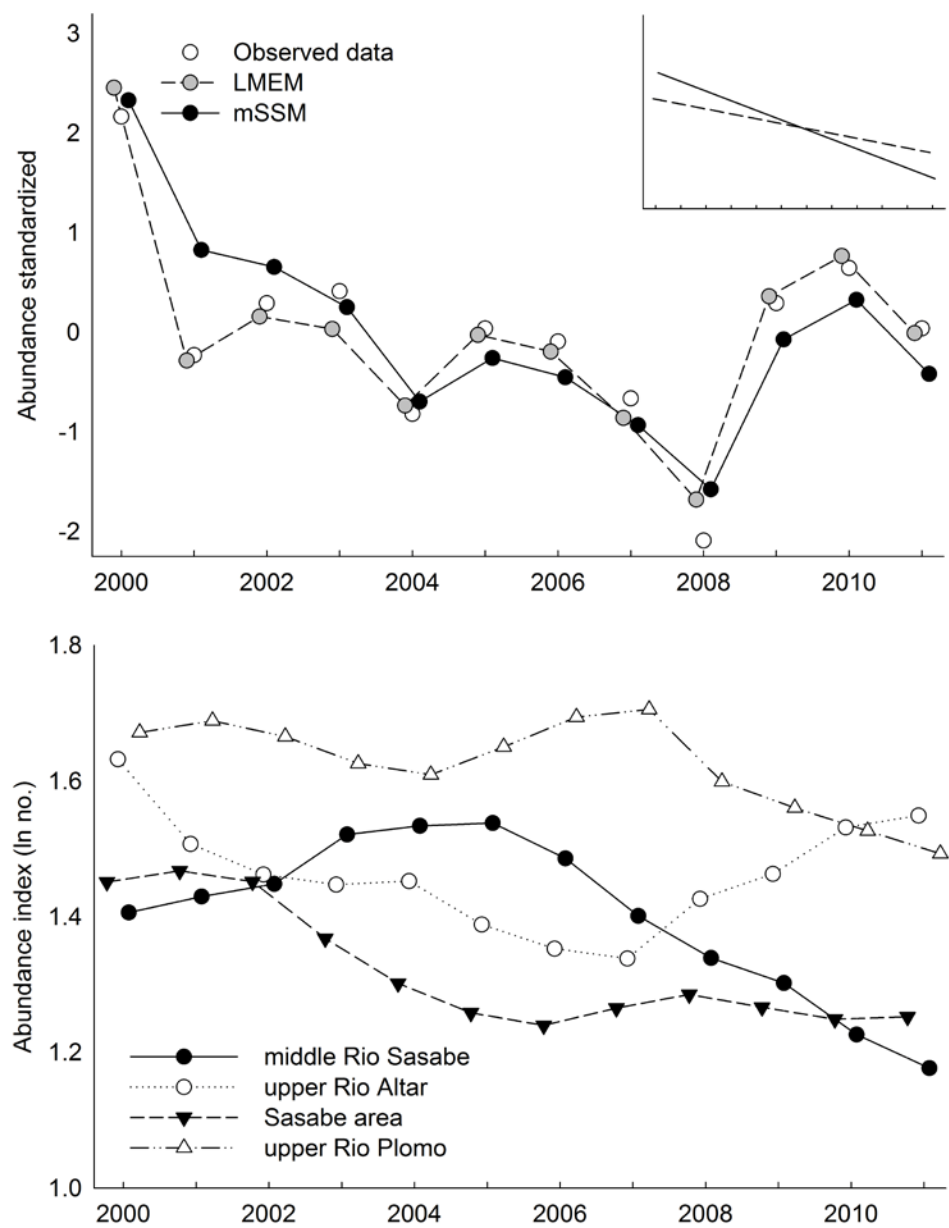 3
2
1
0
-1
-2
Abundance standardized
Observed data
LMEM
mSSM
2000 2002 2004 2006 2008 2010
1.8
1.6
1.4
1.2
1.0
Abundance index (ln no.)
middle Rio Sasabe
upper Rio Altar
Sasabe area
upper Rio Plomo
2000 2002 2004 2006 2008 2010